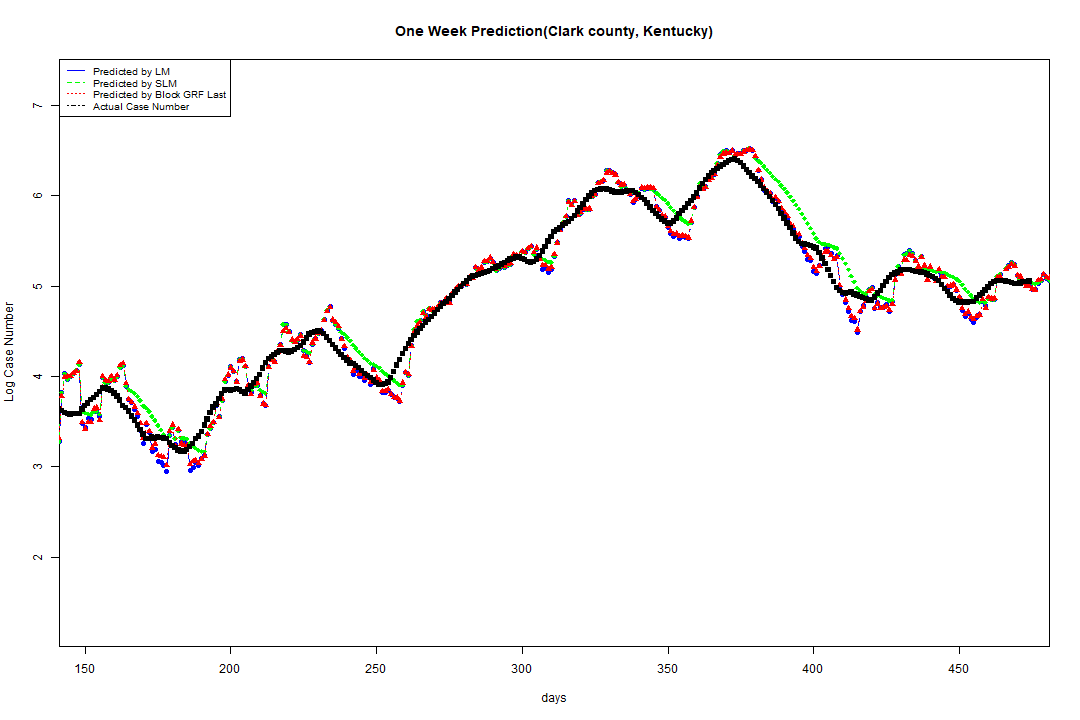 One Week Prediction(Clark county, Kentucky)
Predicted by LM
Predicted by SLM
Predicted by Block GRF Last
Actual Case Number
7
6
5
4
3
2
Log Case Number
150 200 250 300 350 400 450
days